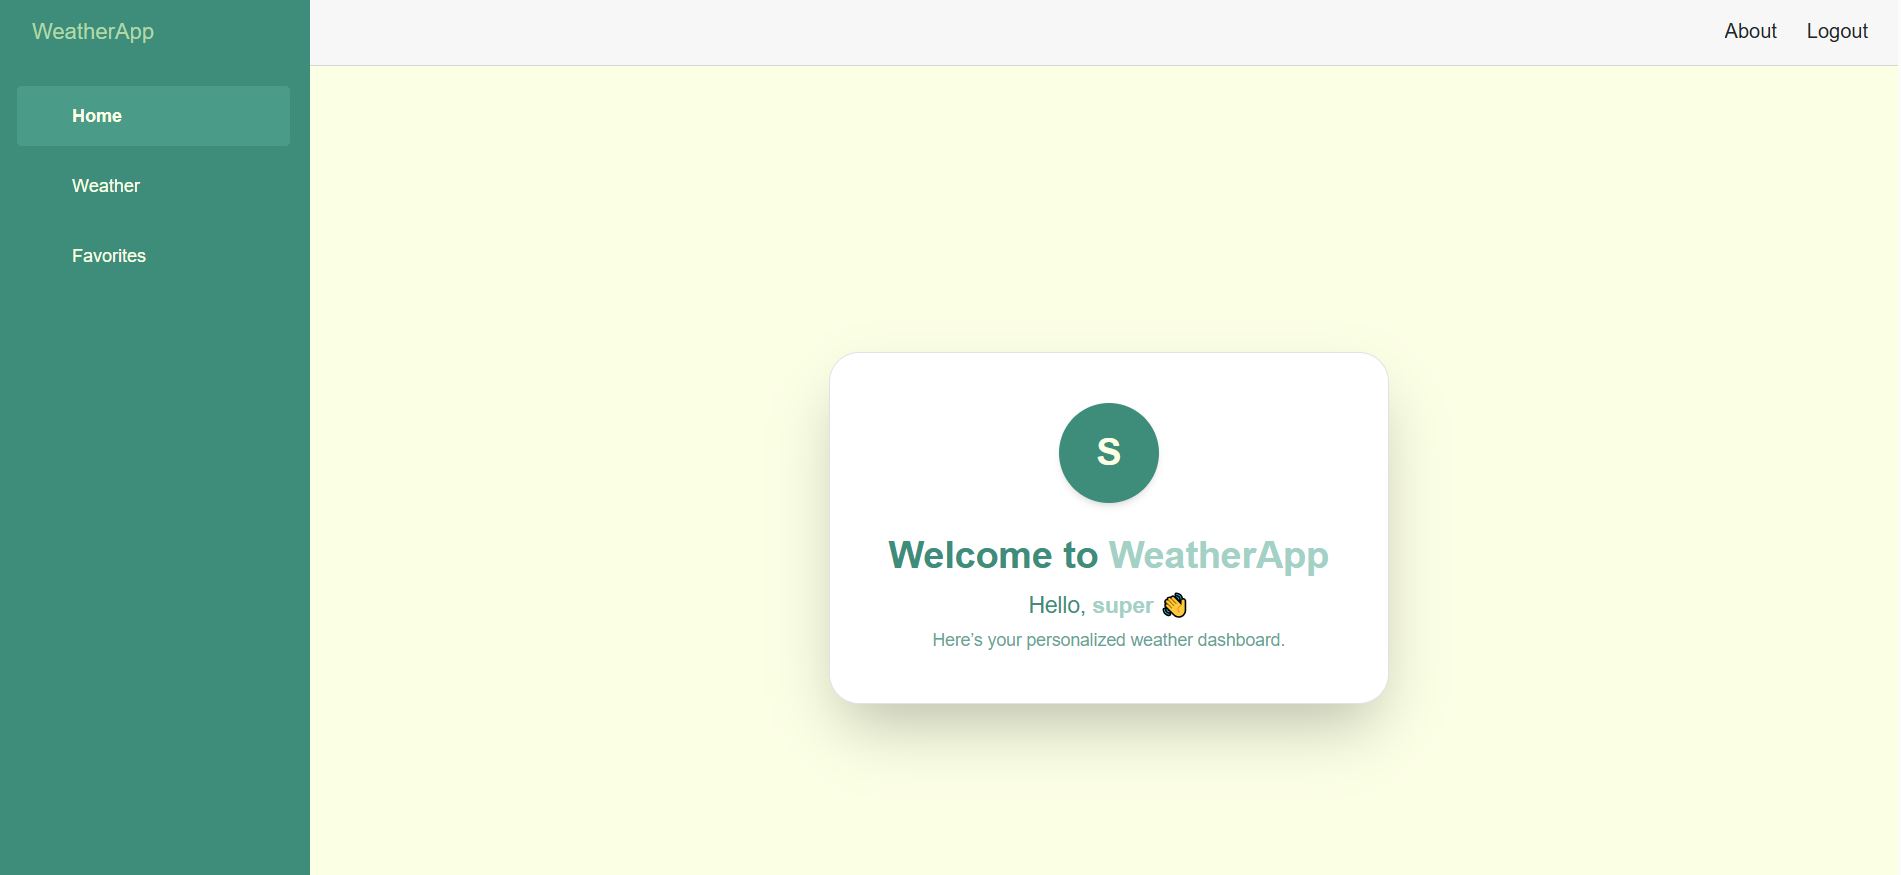 WeatherApp
About Logout
Home
Weather
Favorites
S
Welcome to WeatherApp
Hello, super 👏
Here's your personalized weather dashboard.